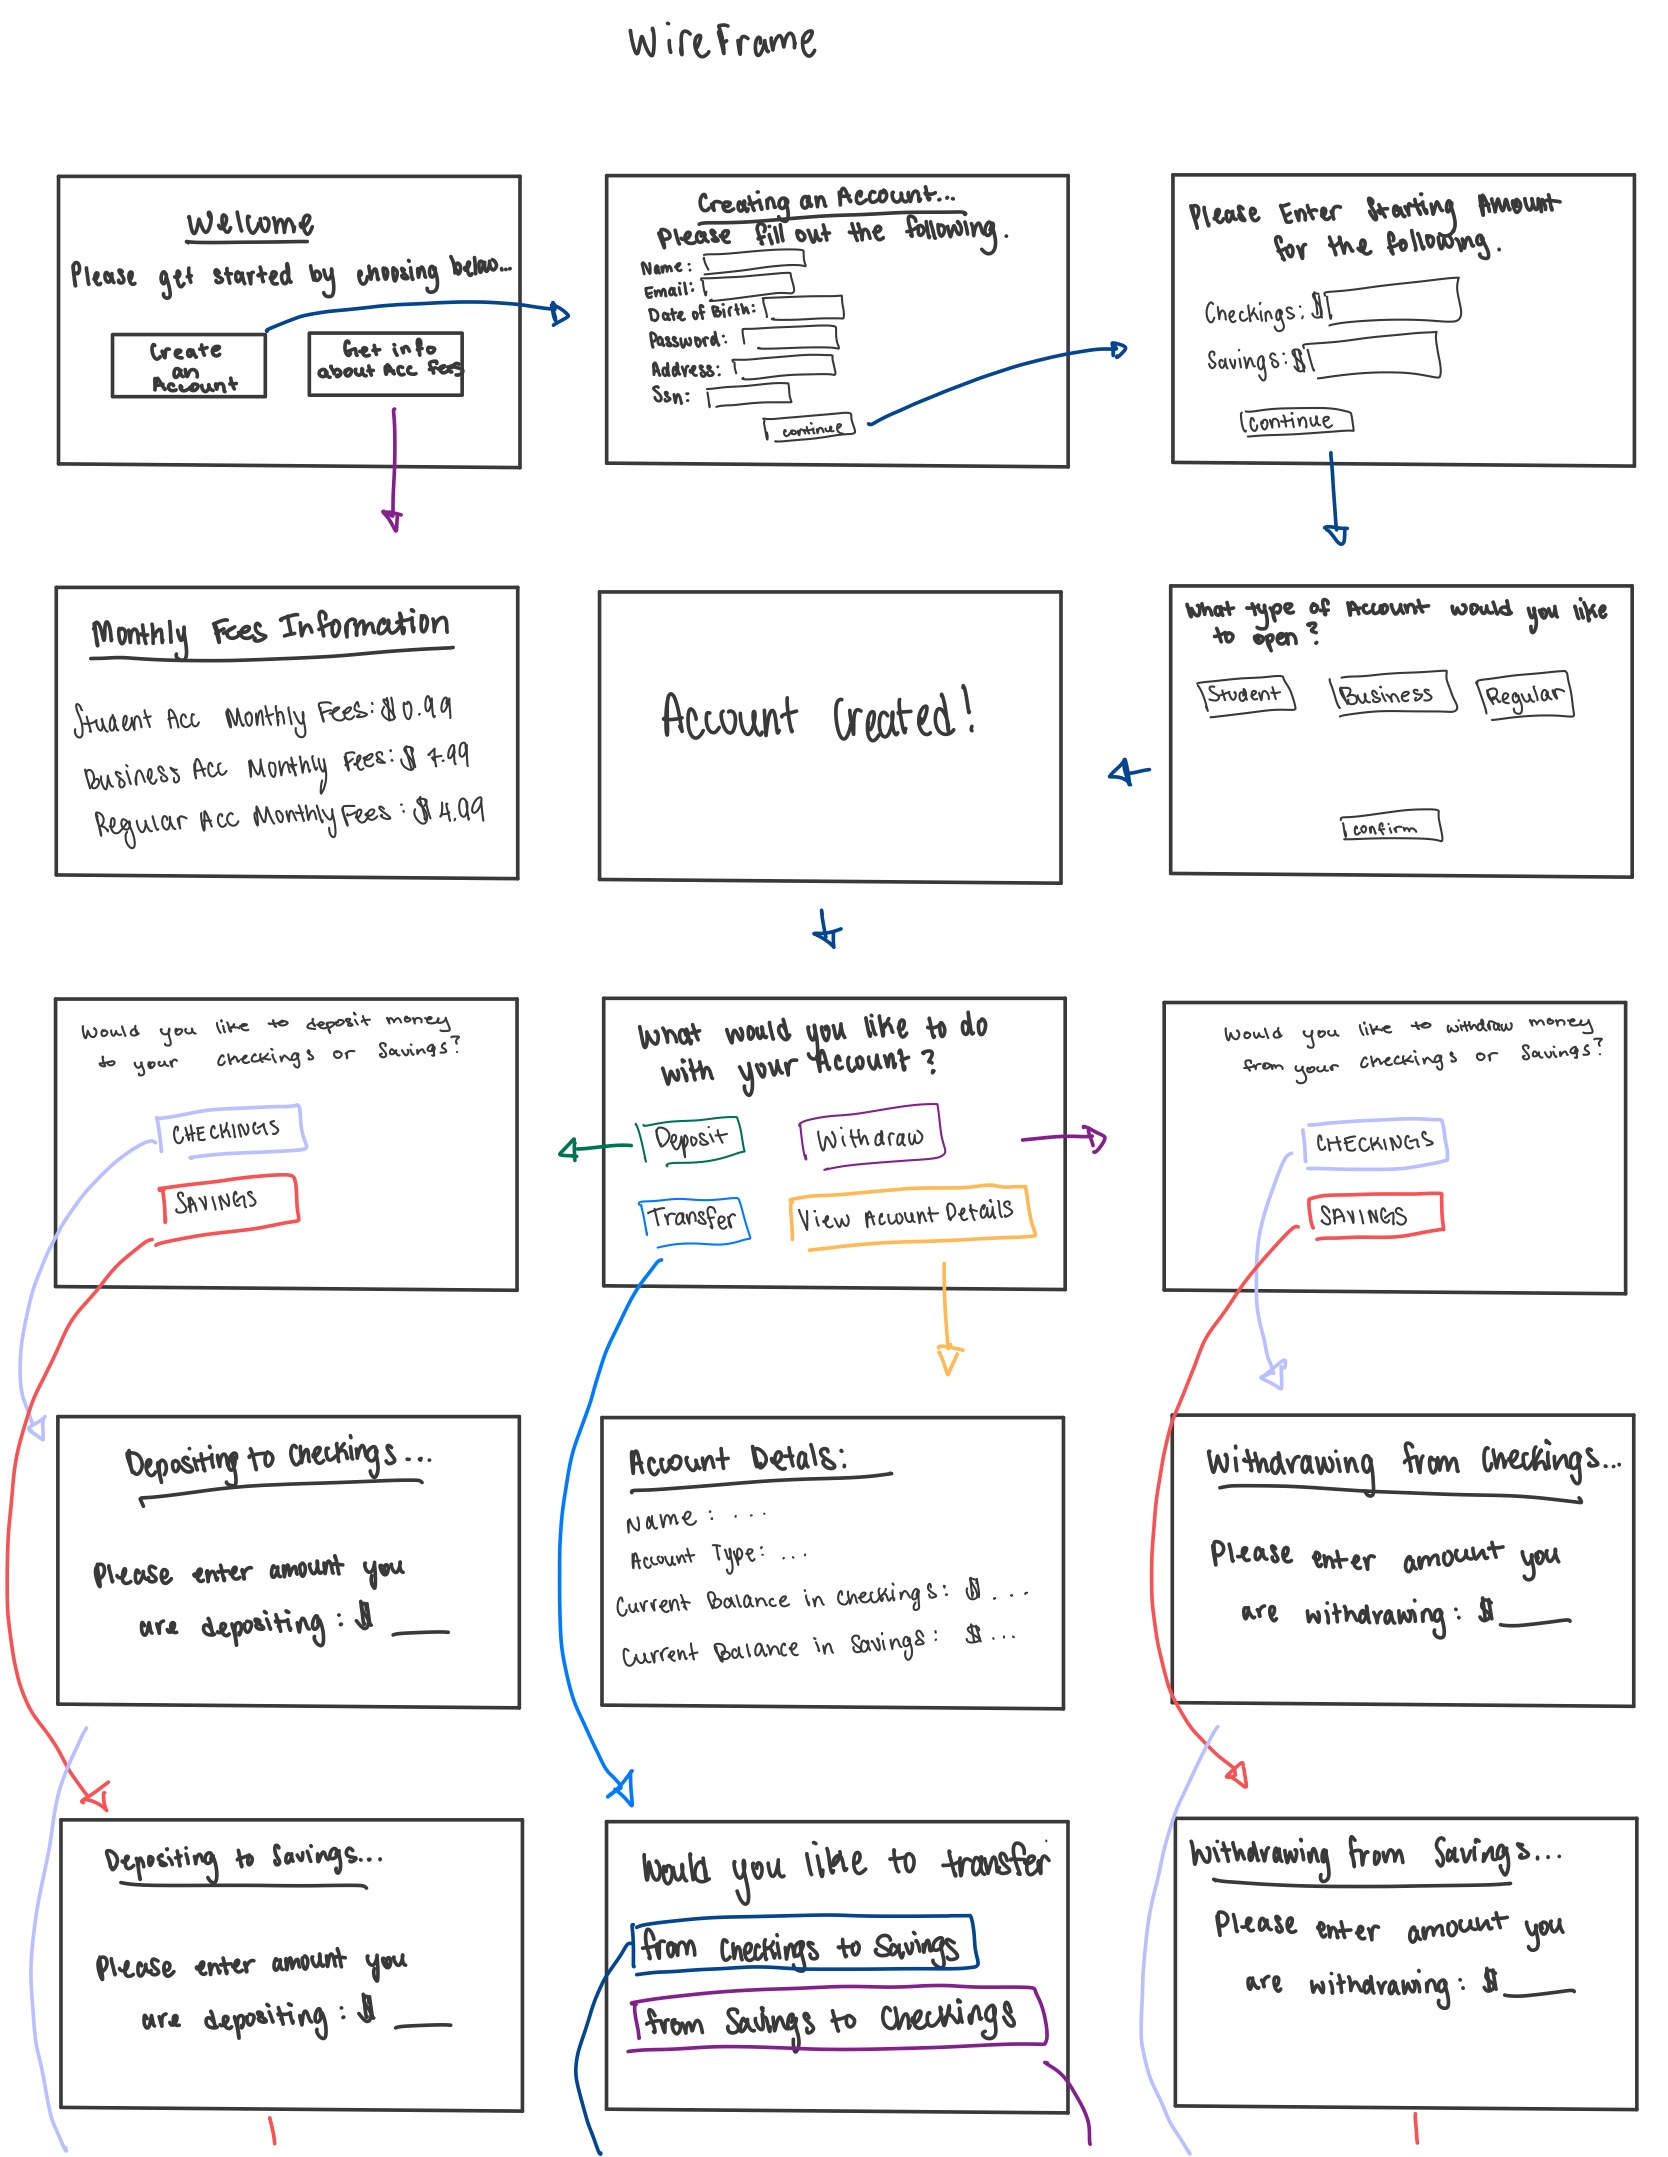 WireFrame
Welcome
Please get started by choosing below...
Create
an
Account
Get info
about Acc fees
Creating an Account...
Please fill out the following.
Name:
Email:
Date of Birth:
Password:
Address:
Ssn:
continue
Please Enter Starting Amount
for the following.
Checkings: $
Savings: $
continue
Monthly Fees Information
Student Acc Monthly Fees: $0.99
Business Acc Monthly Fees: $7.99
Regular Acc Monthly Fees: $4.99
Account Created!
What type of Account would you like
to open?
Student
Business
Regular
confirm
Would you like to deposit money
to your checkings or Savings?
CHECKINGS
SAVINGS
What would you like to do
with your Account?
Deposit
Withdraw
Transfer
View Account Details
Would you like to withdraw money
from your checkings or Savings?
CHECKINGS
SAVINGS
Depositing to Checkings...
Please enter amount you
are depositing: $ __
Account Detals:
Name: ...
Account Type: ...
Current Balance in Checkings: $ ...
Current Balance in Savings: $ ...
Withdrawing from Checkings...
Please enter amount you
are withdrawing: $ __
Depositing to Savings...
Please enter amount you
are depositing: $ __
Would you like to transfer
from Checkings to Savings
from Savings to Checkings
Withdrawing from Savings...
Please enter amount you
are withdrawing: $ __